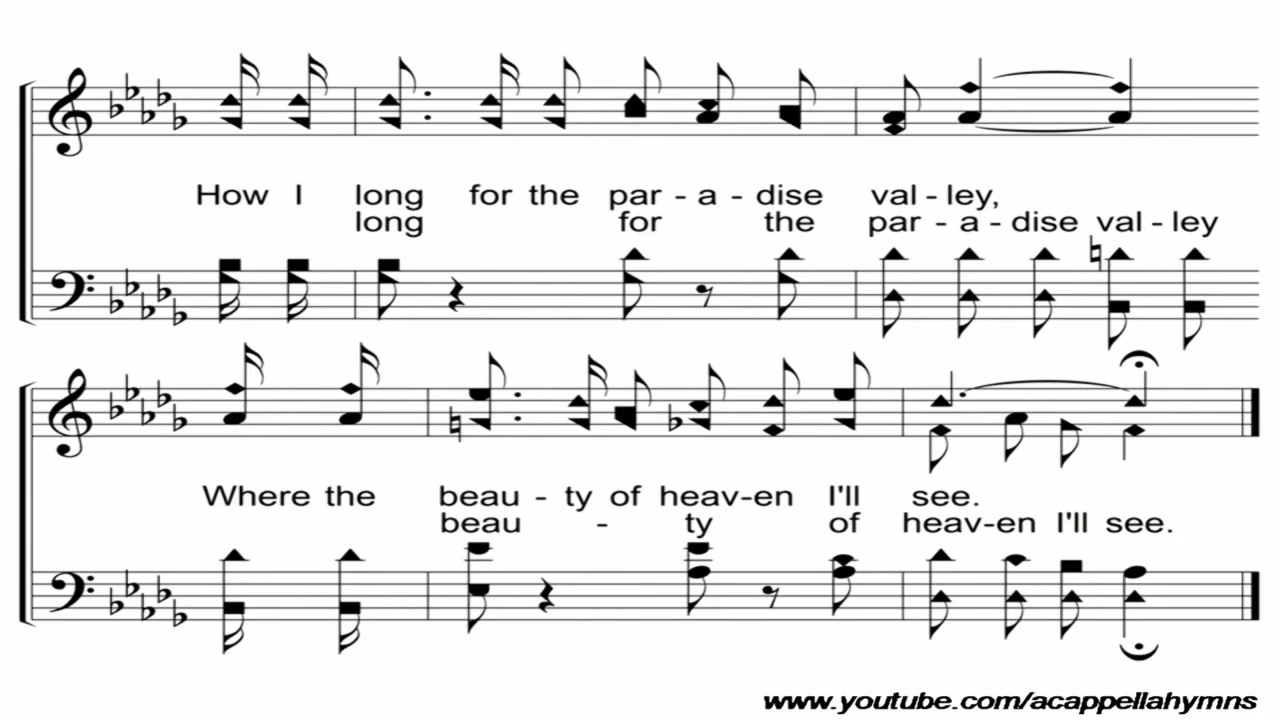 How I long for the par - a - dise val - ley,
long for the par - a - dise val - ley
Where the beau - ty of heav-en I'll see.
beau - ty of heav-en I'll see.
www.youtube.com/acappellahymns